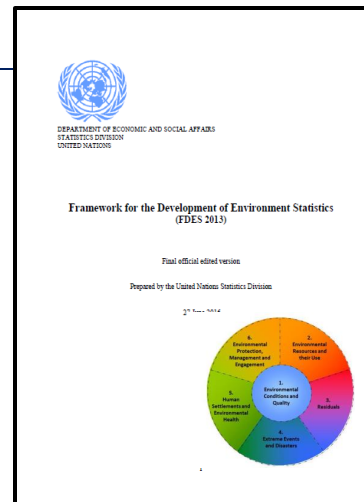 DEPARTMENT OF ECONOMIC AND SOCIAL AFFAIRS
STATISTICS DIVISION
UNITED NATIONS
Framework for the Development of Environment Statistics
(FDES 2013)
Final official edited version
Prepared by the United Nations Statistics Division
6.
Environmental
Protection,
Management and
Engagement
2.
Environmental
Resources and
their Use
1.
Environmental
Conditions and
Quality
5.
Human
Settlements and
Environmental
Health
3.
Residuals
4.
Extreme Events
and Disasters